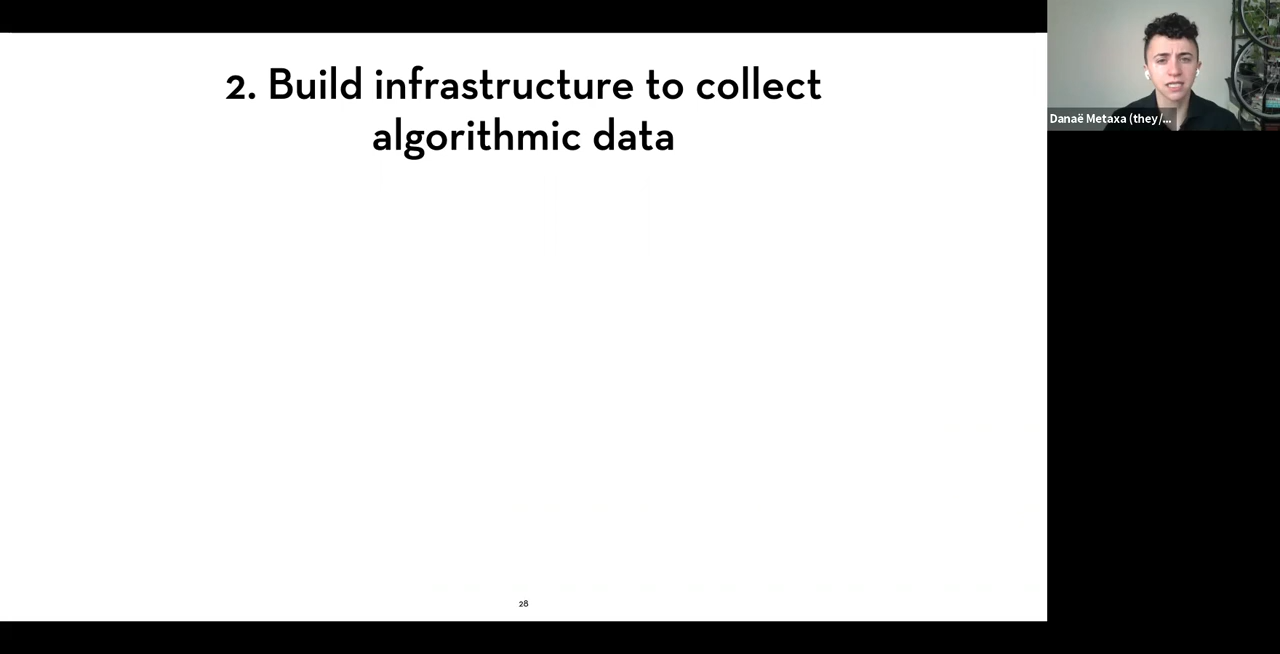 2. Build infrastructure to collect
algorithmic data
Danaë Metaxa (they/...
28